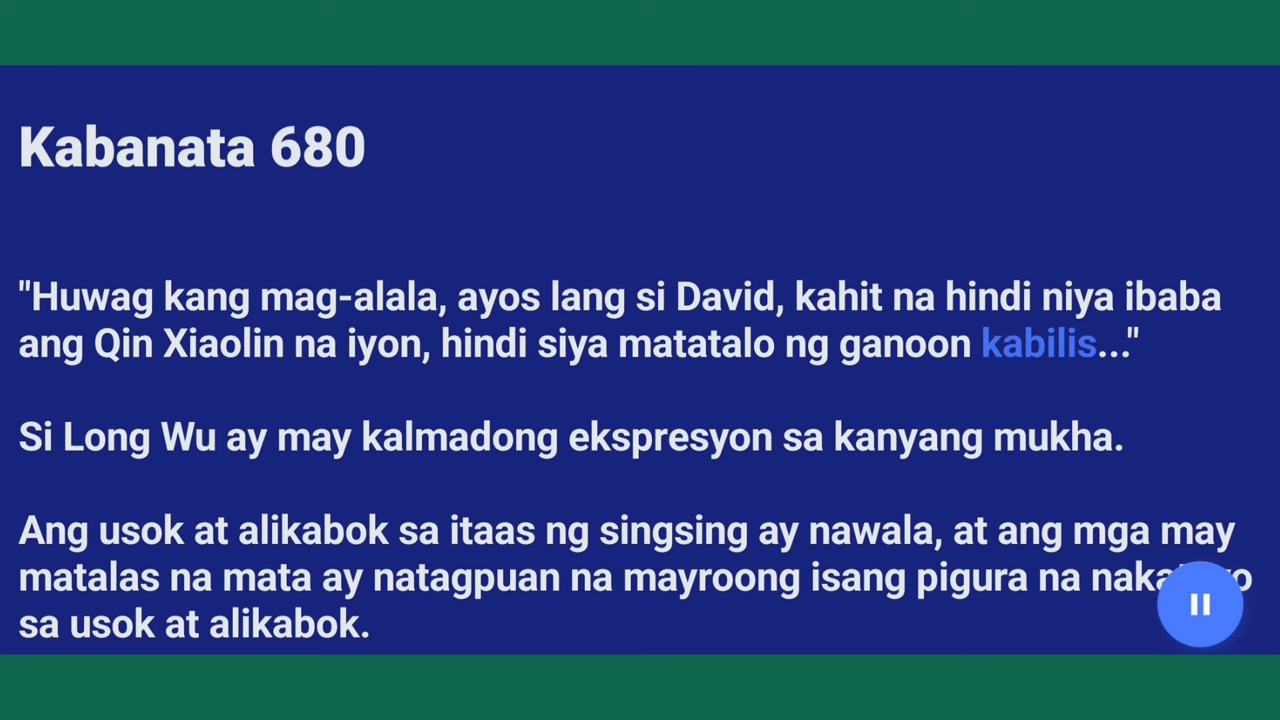 Kabanata 680
"Huwag kang mag-alala, ayos lang si David, kahit na hindi niya ibaba
ang Qin Xiaolin na iyon, hindi siya matatalo ng ganoon kabilis..."
Si Long Wu ay may kalmadong ekspresyon sa kanyang mukha.
Ang usok at alikabok sa itaas ng singsing ay nawala, at ang mga may
matalas na mata ay natagpuan na mayroong isang pigura na
sa usok at alikabok.